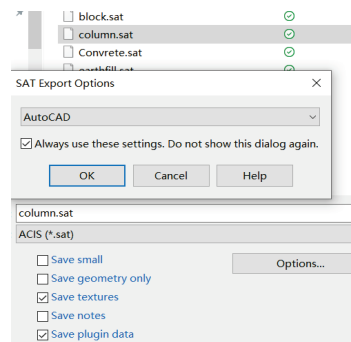 block.sat
column.sat
Convrete.sat
earthfill.sat
SAT Export Options
AutoCAD
Always use these settings. Do not show this dialog again.
OK Cancel Help
column.sat
ACIS (*.sat)
Save small
Options...
Save geometry only
Save textures
Save notes
Save plugin data